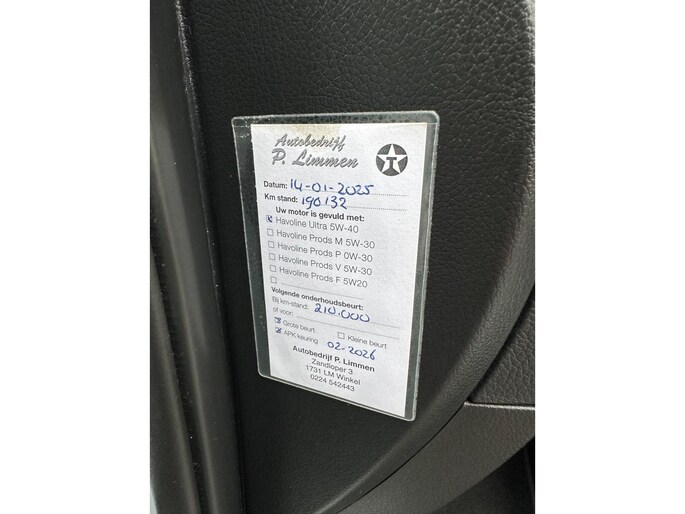 Autobedrijf
P. Limmen
T
Datum: 14-01-2025
Km stand: 190132
Uw motor is gevuld met:
Havoline Ultra 5W-40
Havoline Prods M 5W-30
Havoline Prods P 0W-30
Havoline Prods V 5W-30
Havoline Prods F 5W20
Volgende onderhoudsbeurt:
Bij km-stand: 210.000
of voor:
Grote beurt Kleine beurt
APK keuring 02-2026
Autobedrijf P. Limmen
Zandloper 3
1731 LM Winkel
0224 542443